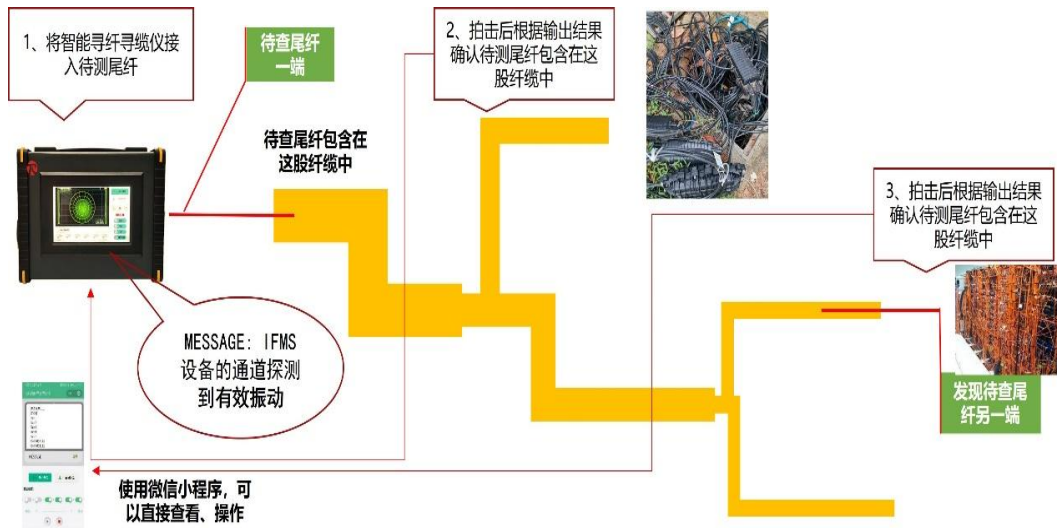 1、将智能寻纤寻缆仪接
入待测尾纤
待查尾纤
一端
2、拍击后根据输出结果
确认待测尾纤包含在这
股纤缆中
待查尾纤包含在
这股纤缆中
3、拍击后根据输出结果
确认待测尾纤包含在这
股纤缆中
MESSAGE: IFMS
设备的通道探测
到有效振动
发现待查尾
纤另一端
使用微信小程序，可
以直接查看、操作